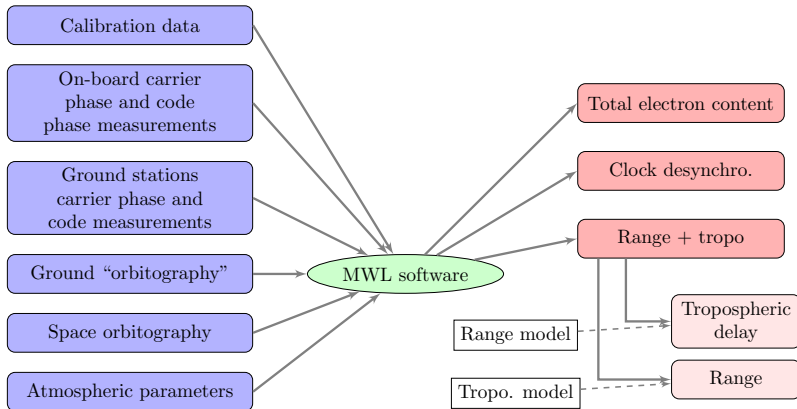 Calibration data
On-board carrier
phase and code
phase measurements
Ground stations
carrier phase and
code measurements
Ground “orbitography”
Space orbitography
Atmospheric parameters
MWL software
Total electron content
Clock desynchro.
Range + tropo
Range model
Tropospheric
delay
Tropo. model
Range